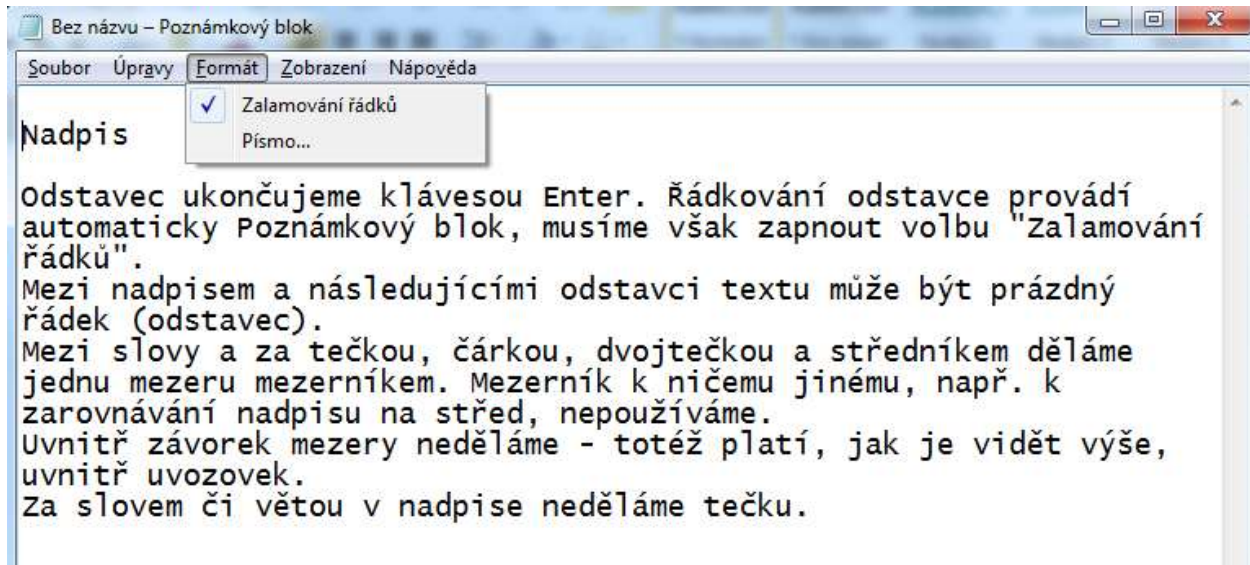 Bez názvu – Poznámkový blok
Soubor Úpravy Formát Zobrazení Nápověda
Zalamování řádků
Písmo...
Nadpis
Odstavec ukončujeme klávesou Enter. Řádkování odstavce provádí
automaticky Poznámkový blok, musíme však zapnout volbu "Zalamování
řádků".
Mezi nadpisem a následujícími odstavci textu může být prázdný
řádek (odstavec).
Mezi slovy a za tečkou, čárkou, dvojtečkou a středníkem děláme
jednu mezeru mezerníkem. Mezerník k ničemu jinému, např. k
zarovnávání nadpisu na střed, nepoužíváme.
Uvnitř závorek mezery neděláme - totéž platí, jak je vidět výše,
uvnitř uvozovek.
Za slovem či větou v nadpise neděláme tečku.